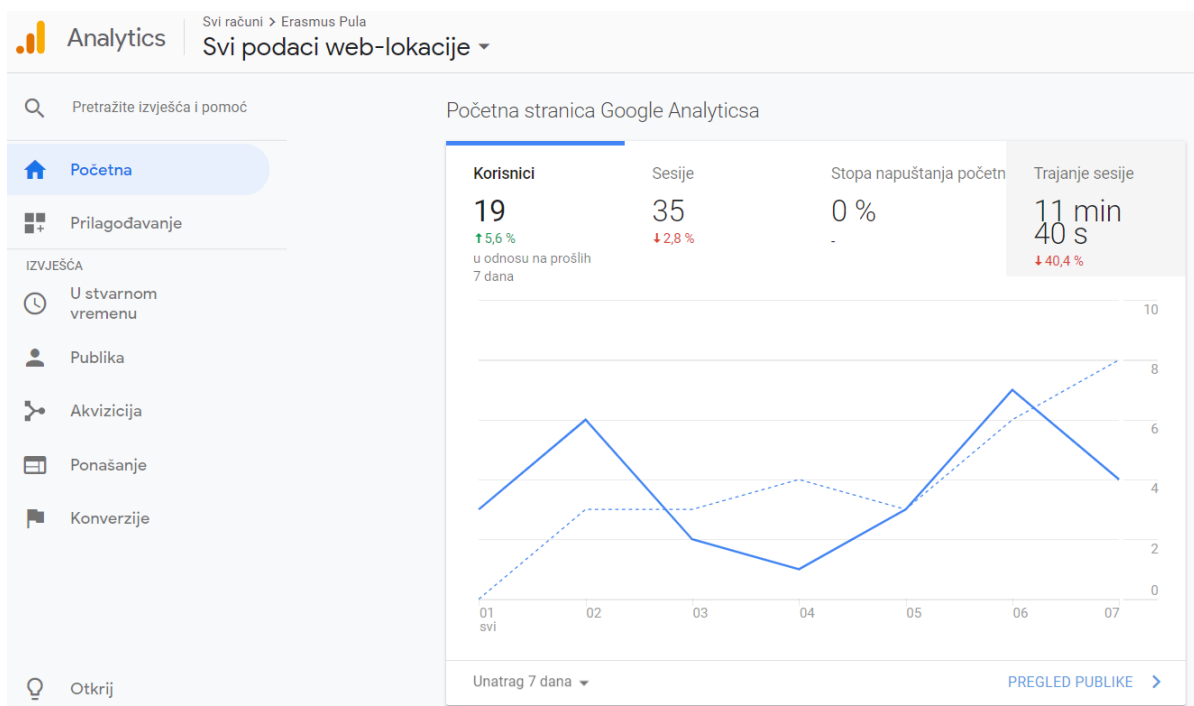 Analytics
Svi računi > Erasmus Pula
Svi podaci web-lokacije
Pretražite izvješća i pomoć
Početna
Prilagođavanje
IZVJEŠĆA
U stvarnom
vremenu
Publika
Akvizicija
Ponašanje
Konverzije
Otkrij
Početna stranica Google Analyticsa
Korisnici
19
5,6 %
u odnosu na prošlih
7 dana
Sesije
35
2,8 %
Stopa napuštanja početn
0 %
-
Trajanje sesije
11 min
40 s
40,4 %
10
8
6
4
2
0
01
svi
02
03
04
05
06
07
Unatrag 7 dana
PREGLED PUBLIKE